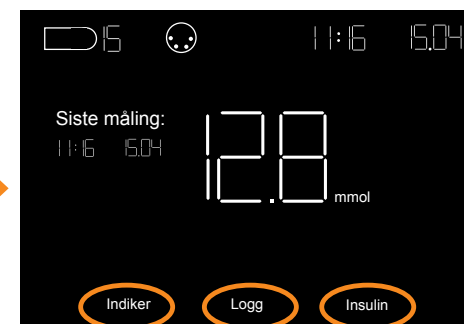 15 11:16 15.04
Siste måling:
11:16 15.04
12.8 mmol
Indiker Logg Insulin